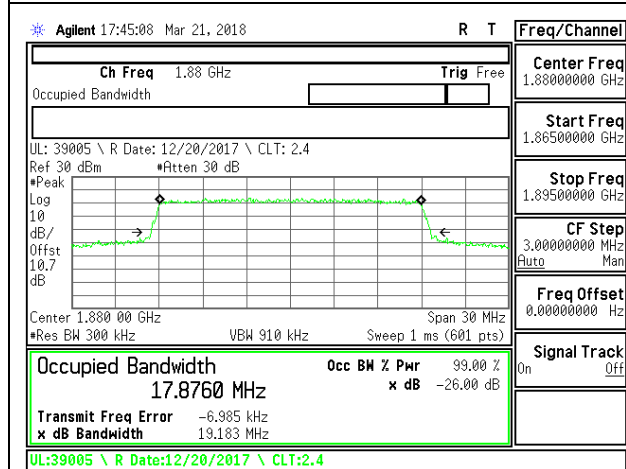 Agilent 17:45:08 Mar 21, 2018 R T
Freq/Channel
Ch Freq 1.88 GHz Trig Free
Occupied Bandwidth
Center Freq
1.88000000 GHz
Start Freq
1.86500000 GHz
UL: 39005 \ R Date: 12/20/2017 \ CLT: 2.4
Ref 30 dBm #Atten 30 dB
#Peak
Log
10
dB/
Offst
10.7
dB
Stop Freq
1.89500000 GHz
CF Step
3.00000000 MHz
Auto Man
Freq Offset
0.00000000 Hz
Signal Track
On Off
Center 1.880 00 GHz Span 30 MHz
#Res BW 300 kHz VBW 910 kHz Sweep 1 ms (601 pts)
Occupied Bandwidth Occ BW % Pwr 99.00 %
17.8760 MHz x dB -26.00 dB
Transmit Freq Error -6.985 kHz
x dB Bandwidth 19.183 MHz
UL:39005 \ R Date:12/20/2017 \ CLT:2.4